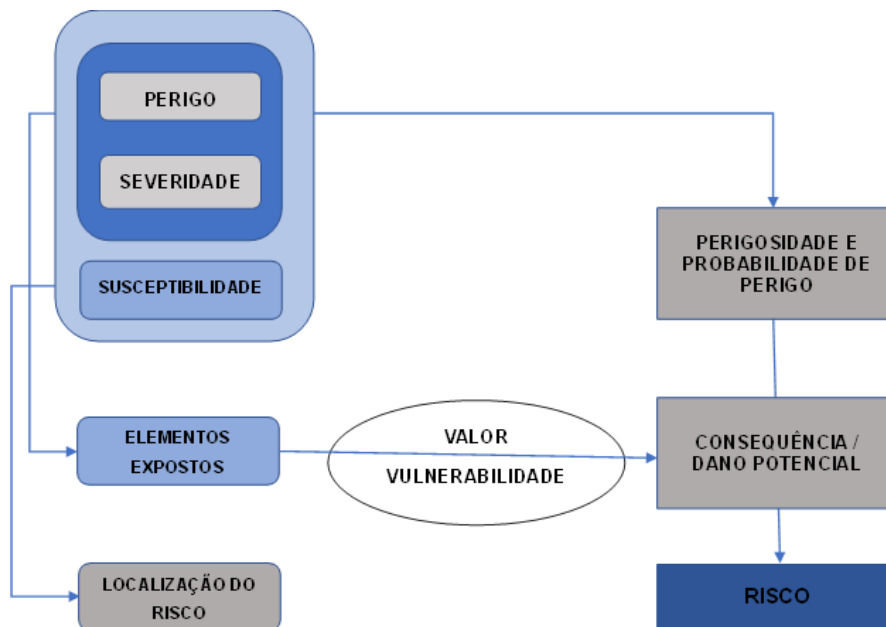 PERIGO
SEVERIDADE
SUSCEPTIBILIDADE
PERIGOSIDADE E
PROBABILIDADE DE
PERIGO
ELEMENTOS
EXPOSTOS
VALOR
VULNERABILIDADE
CONSEQUÊNCIA /
DANO POTENCIAL
LOCALIZAÇÃO DO
RISCO
RISCO